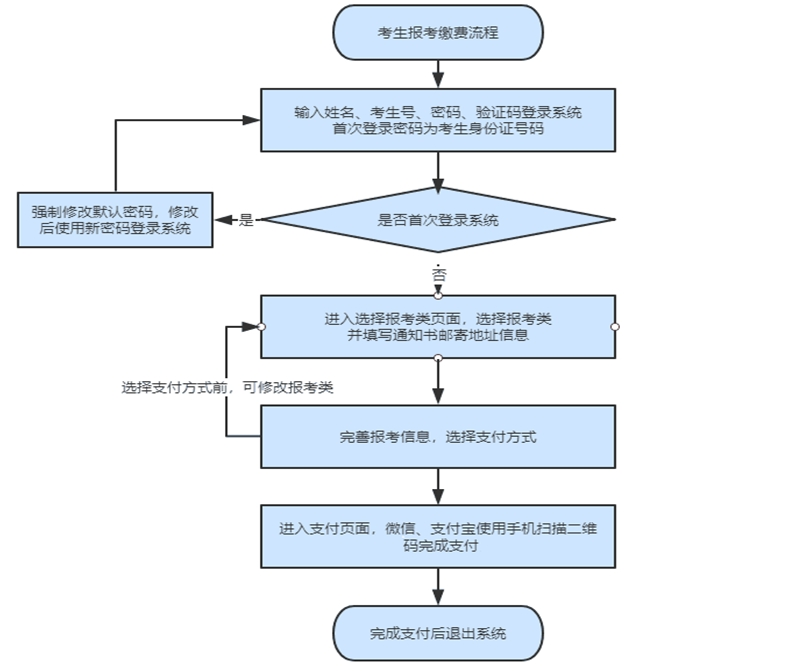 考生报考缴费流程
输入姓名、考生号、密码、验证码登录系统
首次登录密码为考生身份证号码
强制修改默认密码，修改
后使用新密码登录系统
是
是否首次登录系统
否
进入选择报考类页面，选择报考类
并填写通知书邮寄地址信息
选择支付方式前，可修改报考类
完善报考信息，选择支付方式
进入支付页面，微信、支付宝使用手机扫描二维
码完成支付
完成支付后退出系统